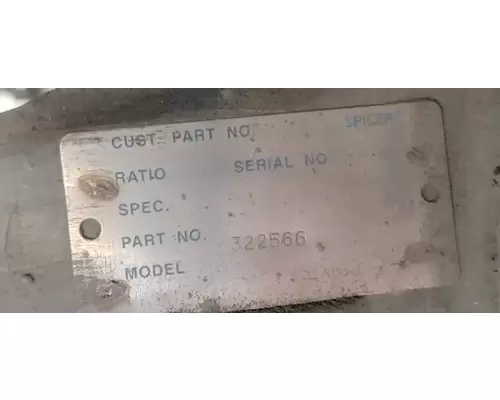 CUST. PART NO. SPICER®
RATIO SERIAL NO
SPEC.
PART NO. 322566
MODEL